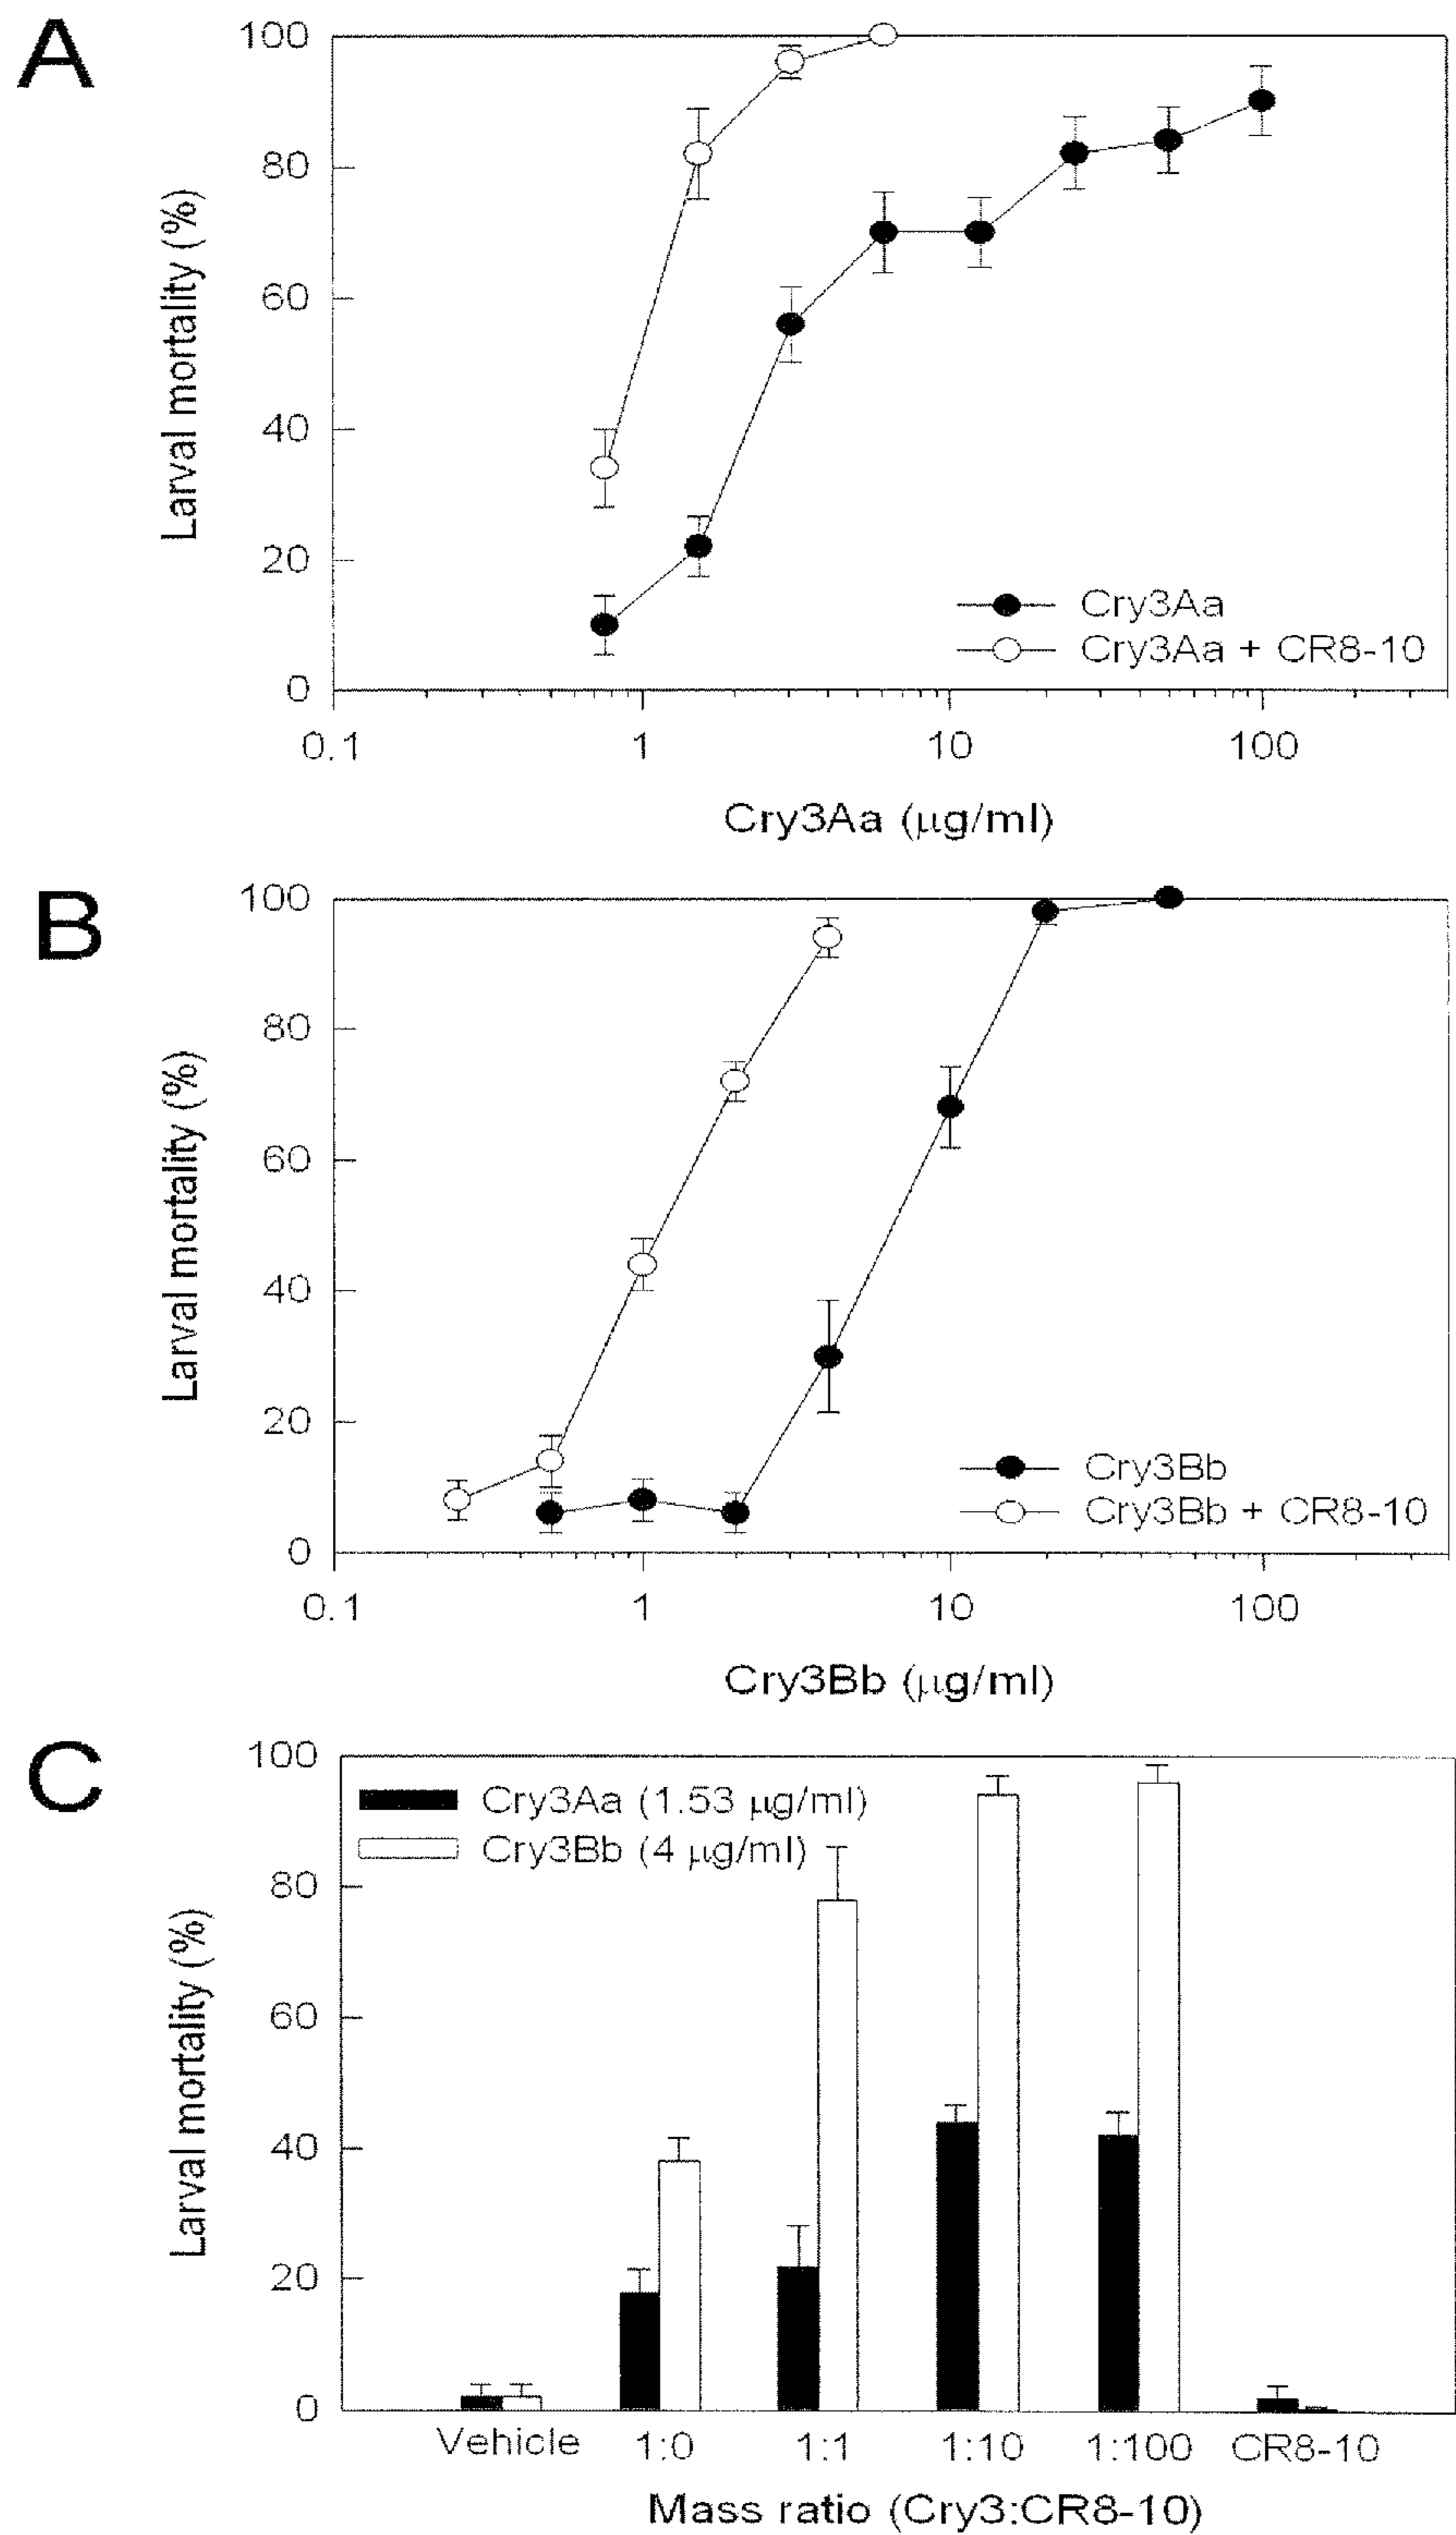 A
100
80
60
40
20
0
Larval mortality (%)
Cry3Aa
Cry3Aa + CR8-10
0.1 1 10 100
Cry3Aa (µg/ml)
B
100
80
60
40
20
0
Larval mortality (%)
Cry3Bb
Cry3Bb + CR8-10
0.1 1 10 100
Cry3Bb (µg/ml)
C
100
80
60
40
20
0
Larval mortality (%)
Cry3Aa (1.53 µg/ml)
Cry3Bb (4 µg/ml)
Vehicle 1:0 1:1 1:10 1:100 CR8-10
Mass ratio (Cry3:CR8-10)